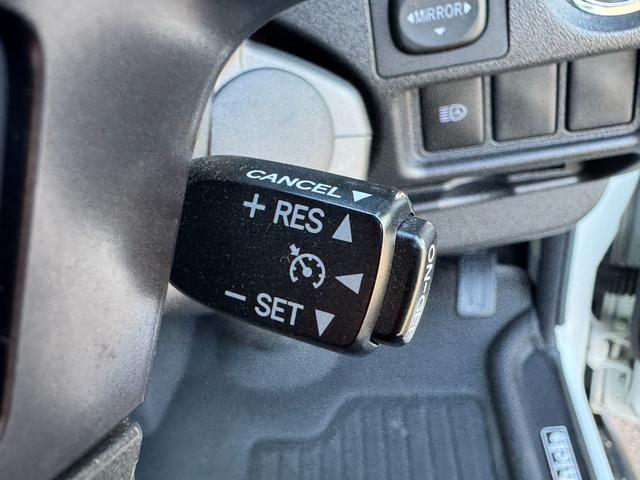 MIRROR
CANCEL
+ RES
- SET
ON-OFF